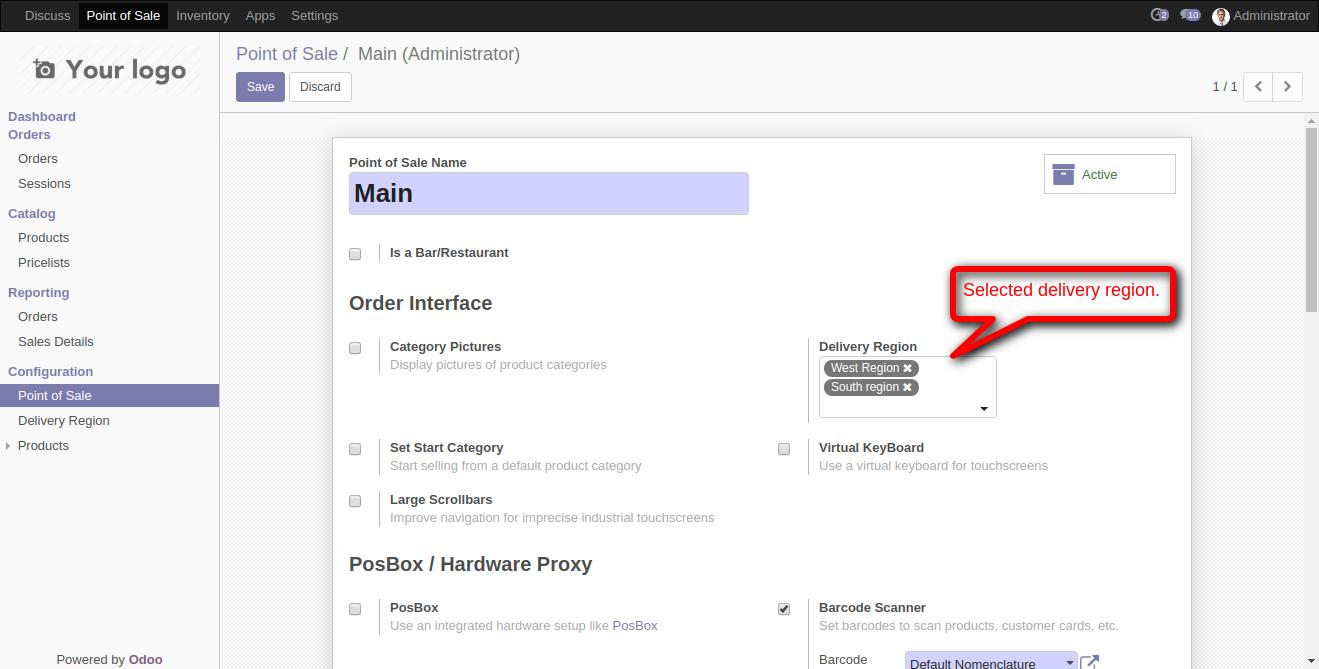 Discuss Point of Sale Inventory Apps Settings 2 10 Administrator
Your logo
Point of Sale / Main (Administrator)
Save Discard 1 / 1
Dashboard
Orders
Orders
Sessions
Catalog
Products
Pricelists
Reporting
Orders
Sales Details
Configuration
Point of Sale
Delivery Region
Products
Powered by Odoo
Point of Sale Name
Main
Active
Is a Bar/Restaurant
Selected delivery region.
Order Interface
Category Pictures
Display pictures of product categories
Delivery Region
West Region
South region
Set Start Category
Start selling from a default product category
Virtual KeyBoard
Use a virtual keyboard for touchscreens
Large Scrollbars
Improve navigation for imprecise industrial touchscreens
PosBox / Hardware Proxy
PosBox
Use an integrated hardware setup like PosBox
Barcode Scanner
Set barcodes to scan products, customer cards, etc.
Barcode Default Nomenclature